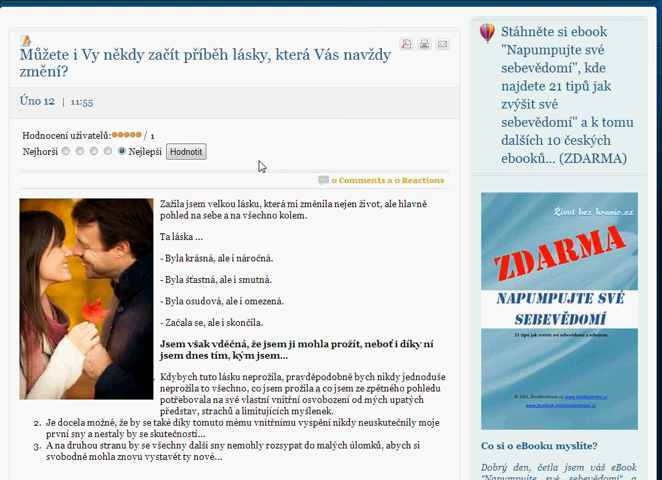 Můžete i Vy někdy začít příběh lásky, která Vás navždy
změní?
Úno 12 | 11:55
Hodnocení uživatelů: / 1
Nejhorší Nejlepší Hodnotit
0 Comments a 0 Reactions
Zažila jsem velkou lásku, která mi změnila nejen život, ale hlavně
pohled na sebe a na všechno kolem.
Ta láska ...
- Byla krásná, ale i náročná.
- Byla šťastná, ale i smutná.
- Byla osudová, ale i omezená.
- Začala se, ale i skončila.
Jsem však vděčná, že jsem ji mohla prožít, neboť i díky ní
jsem dnes tím, kým jsem...
Kdybych tuto lásku neprožila, pravděpodobně bych nikdy jednoduše
neprožila to všechno, co jsem prožila a co jsem ze zpětného pohledu
potřebovala na své vlastní vnitřní osvobození od mých upatých
představ, strachů a limitujících myšlenek.
2. Je docela možné, že by se také díky tomuto mému vnitřnímu vyspění nikdy neuskutečnily moje
první sny a nestaly by se skutečností...
3. A na druhou stranu by se všechny další sny nemohly rozsypat do malých úlomků, abych si
svobodně mohla znovu vystavět ty nové...
Stáhněte si ebook
"Napumpujte své
sebevědomí", kde
najdete 21 tipů jak
zvýšit své
sebevědomí" a k tomu
dalších 10 českých
ebooků... (ZDARMA)
Život bez hranic.cz
ZDARMA
NAPUMPUJTE SVÉ
SEBEVĚDOMÍ
Co si o eBooku myslíte?
Dobrý den, četla jsem váš eBook
"Napumpujte své sebevědomí" a